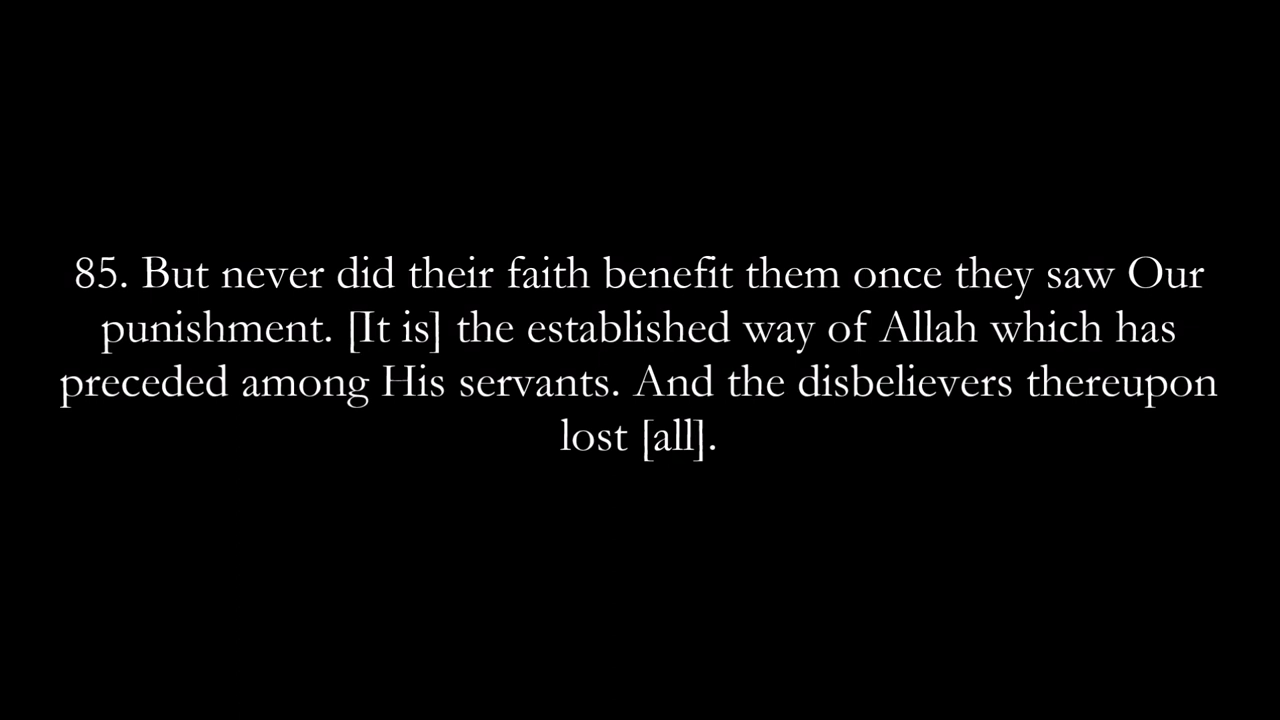 85. But never did their faith benefit them once they saw Our
punishment. [It is] the established way of Allah which has
preceded among His servants. And the disbelievers thereupon
lost [all].